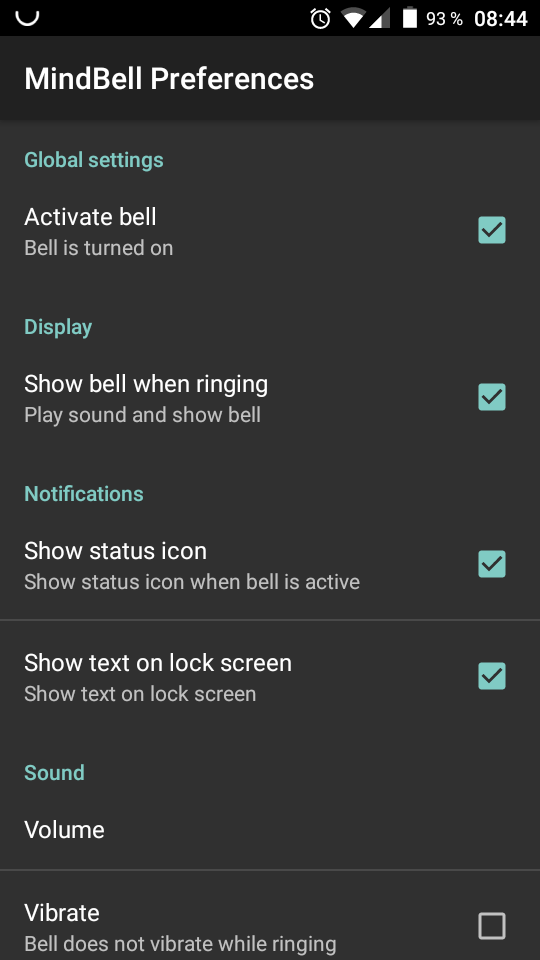 93 % 08:44
MindBell Preferences
Global settings
Activate bell
Bell is turned on
Display
Show bell when ringing
Play sound and show bell
Notifications
Show status icon
Show status icon when bell is active
Show text on lock screen
Show text on lock screen
Sound
Volume
Vibrate
Bell does not vibrate while ringing